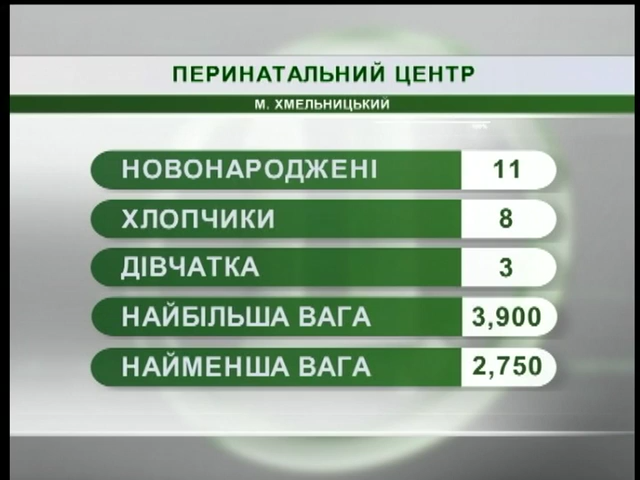 ПЕРИНАТАЛЬНИЙ ЦЕНТР
М. ХМЕЛЬНИЦЬКИЙ
НОВОНАРОДЖЕНІ 11
ХЛОПЧИКИ 8
ДІВЧАТКА 3
НАЙБІЛЬША ВАГА 3,900
НАЙМЕНША ВАГА 2,750